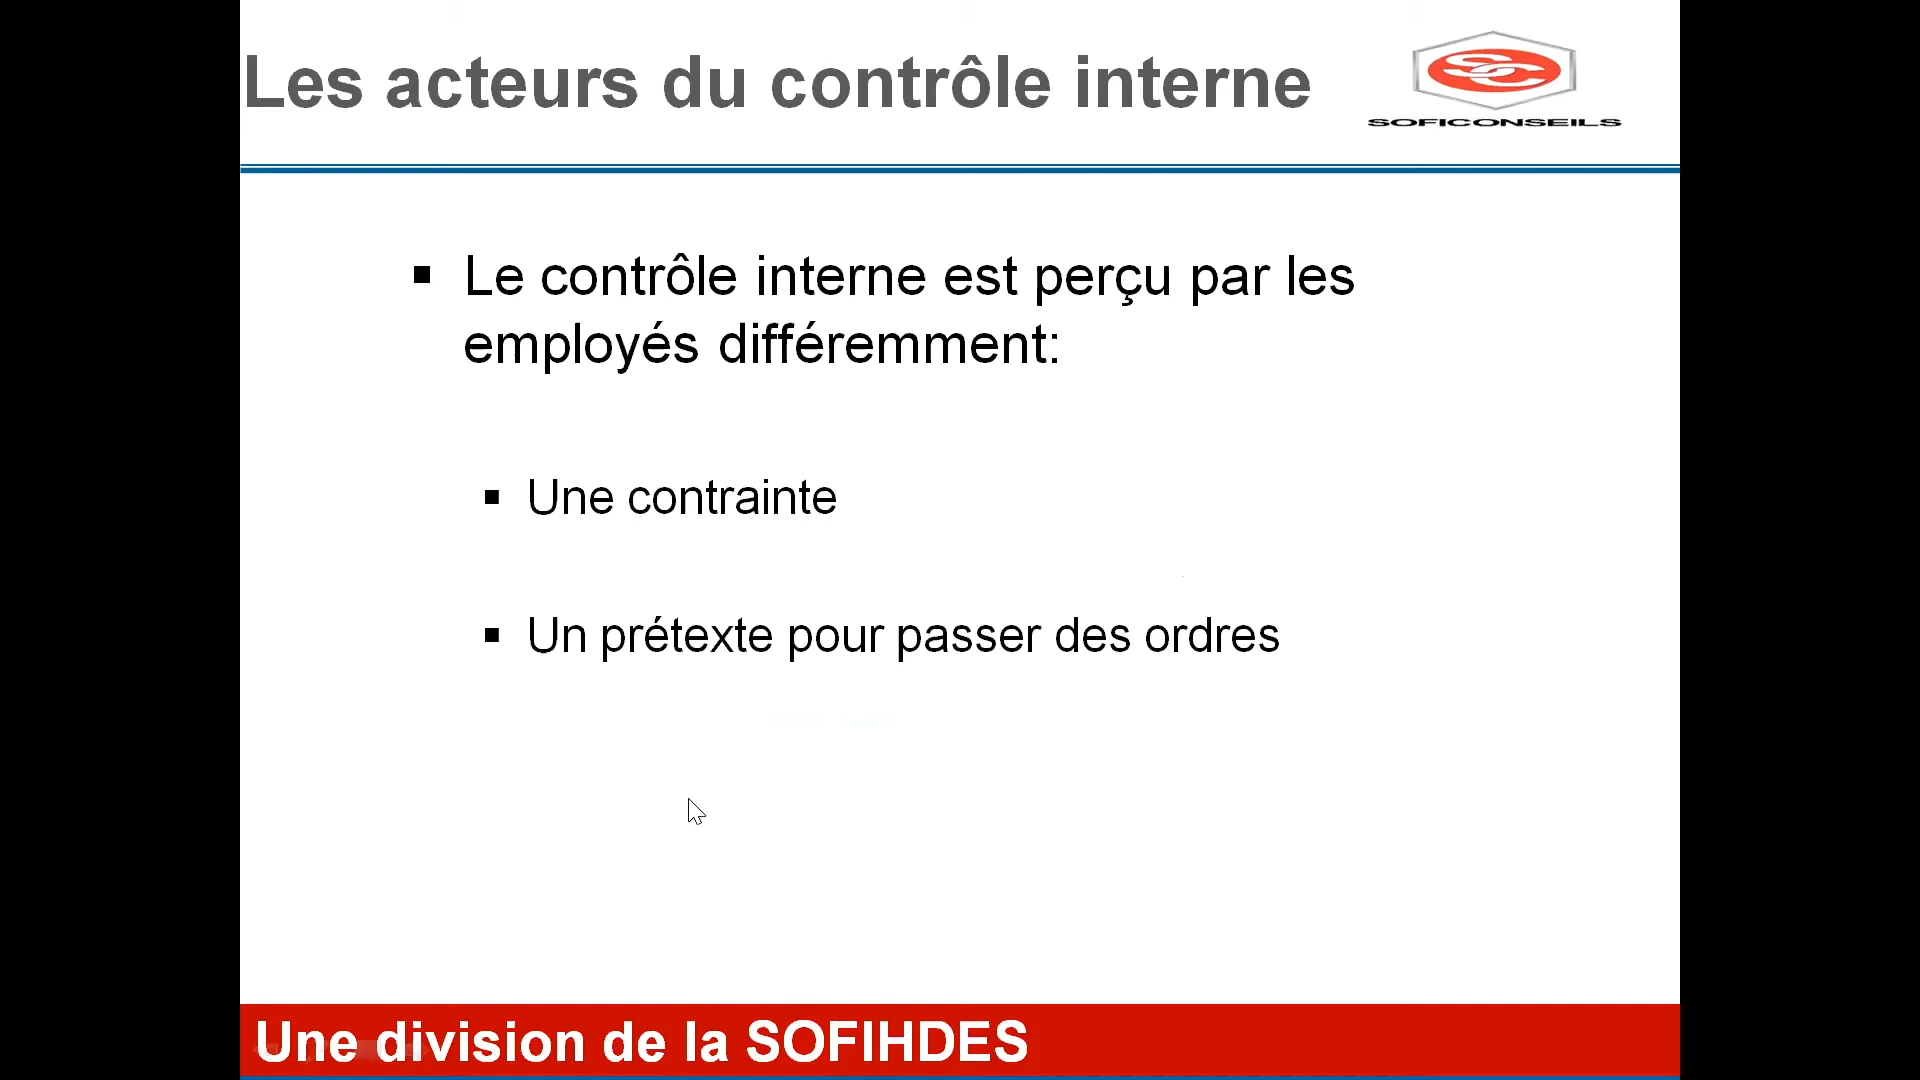 Les acteurs du contrôle interne
SC
SOFICONSEILS
▪ Le contrôle interne est perçu par les
employés différemment:
▪ Une contrainte
▪ Un prétexte pour passer des ordres
Une division de la SOFIHDES